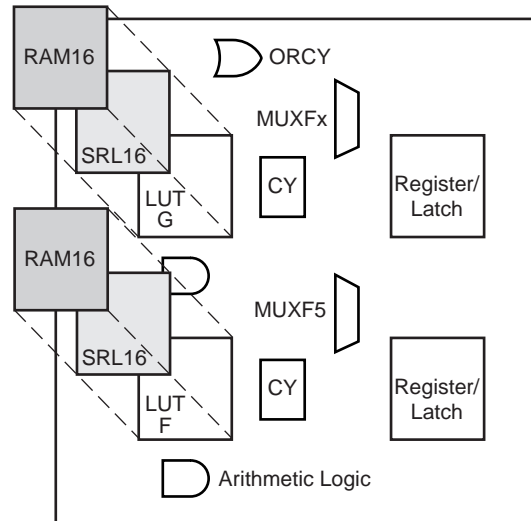 RAM16
ORCY
MUXFx
SRL16
CY
Register/
Latch
LUT
G
RAM16
MUXF5
SRL16
CY
Register/
Latch
LUT
F
Arithmetic Logic